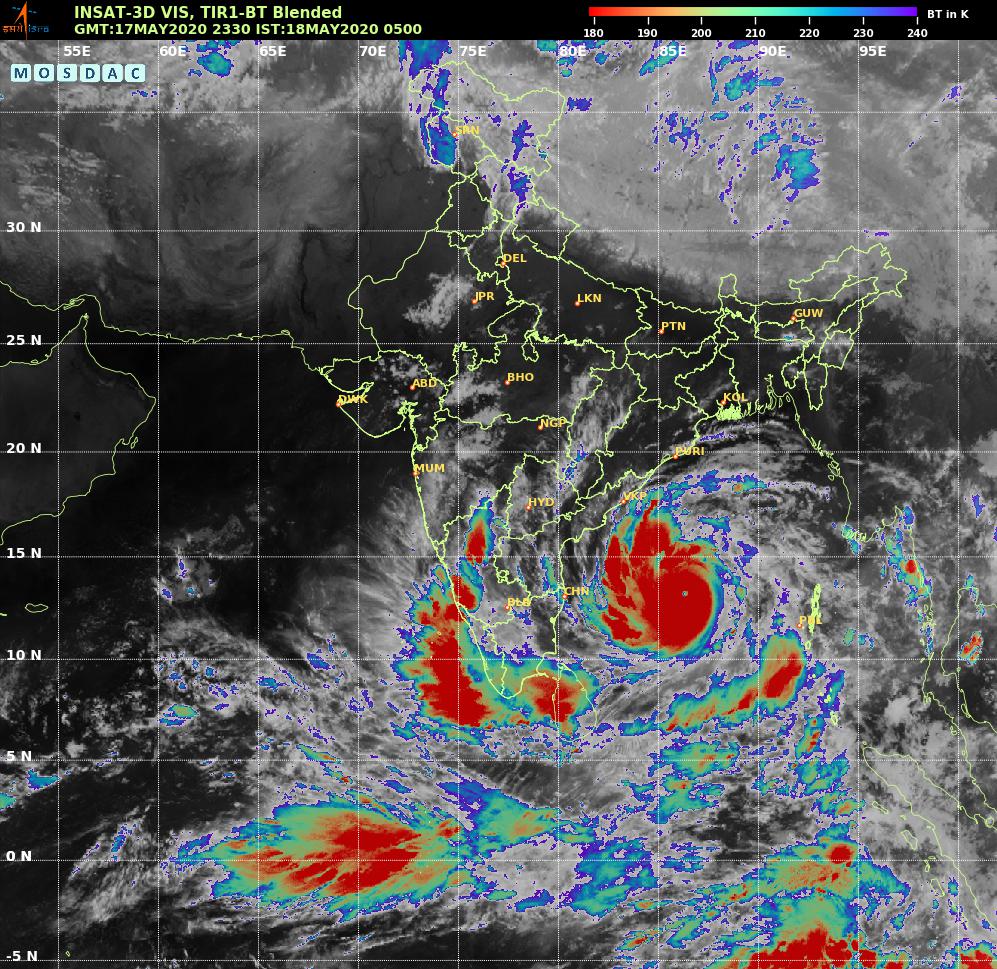 INSAT-3D VIS, TIR1-BT Blended
GMT:17MAY2020 2330 IST:18MAY2020 0500
BT in K
180 190 200 210 220 230 240
55E 60E 65E 70E 75E 80E 85E 90E 95E
M O S D A C
SRN
30 N
DEL
JPR LKN
GUW
PTN
25 N
BHO
ABD
DWK KOL
NGP
20 N PURI
MUM
VKP
HYD
15 N
CHN
BLR
PBL
10 N
5 N
0 N
-5 N